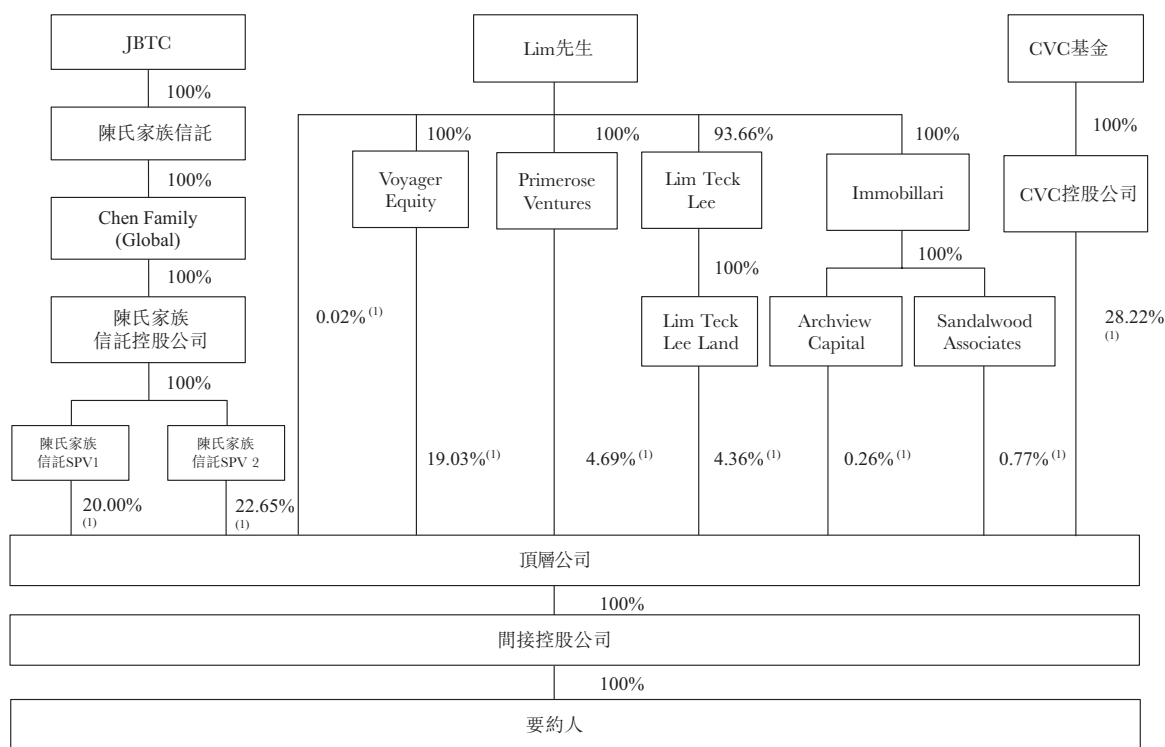 JBTC
Lim先生
CVC基金
100%
陳氏家族信託
100%
100%
93.66%
100%
100%
100%
Voyager
Equity
Primerose
Ventures
Lim Teck
Lee
Immobillari
CVC控股公司
Chen Family
(Global)
100%
100%
100%
陳氏家族
信託控股公司
0.02% (1)
Lim Teck
Lee Land
Archview
Capital
Sandalwood
Associates
28.22%
(1)
100%
陳氏家族
信託SPV1
陳氏家族
信託SPV 2
19.03%(1)
4.69% (1)
4.36% (1)
0.26% (1)
0.77% (1)
20.00%
(1)
22.65%
(1)
頂層公司
100%
間接控股公司
100%
要約人